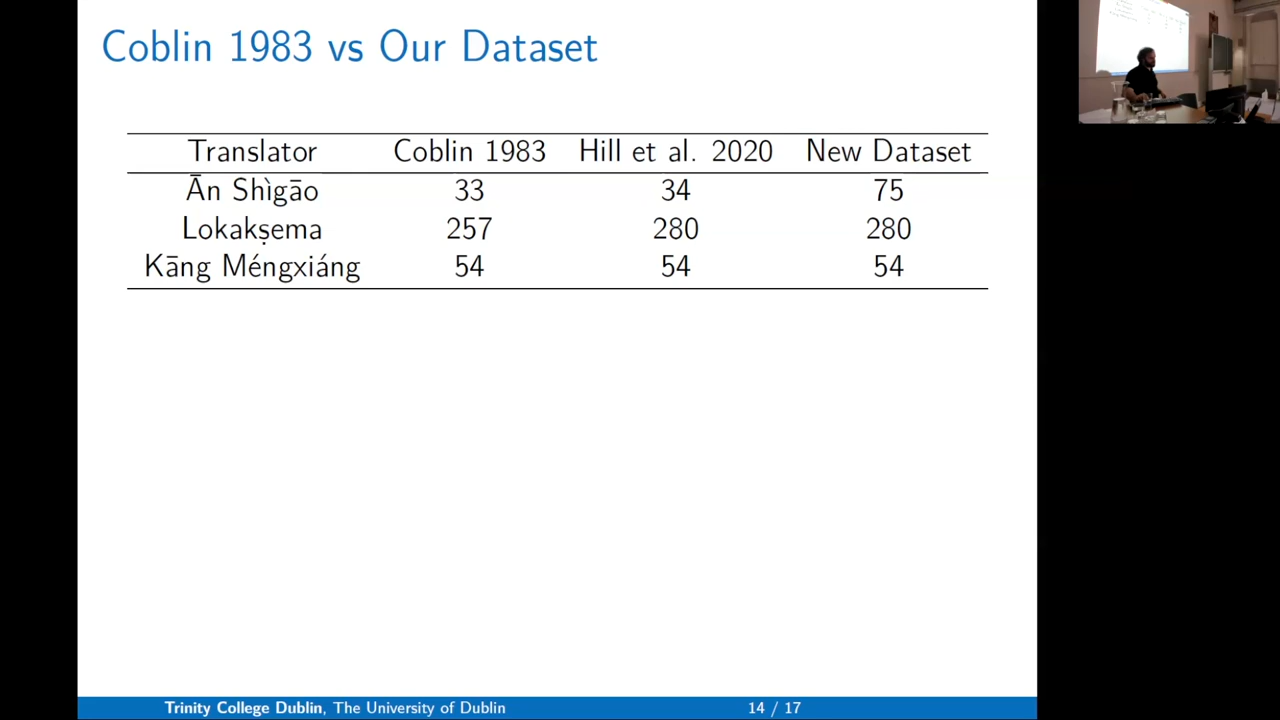 Coblin 1983 vs Our Dataset
Translator Coblin 1983 Hill et al. 2020 New Dataset
Ān Shìgāo 33 34 75
Lokakṣema 257 280 280
Kāng Méngxiáng 54 54 54
Trinity College Dublin, The University of Dublin 14 / 17